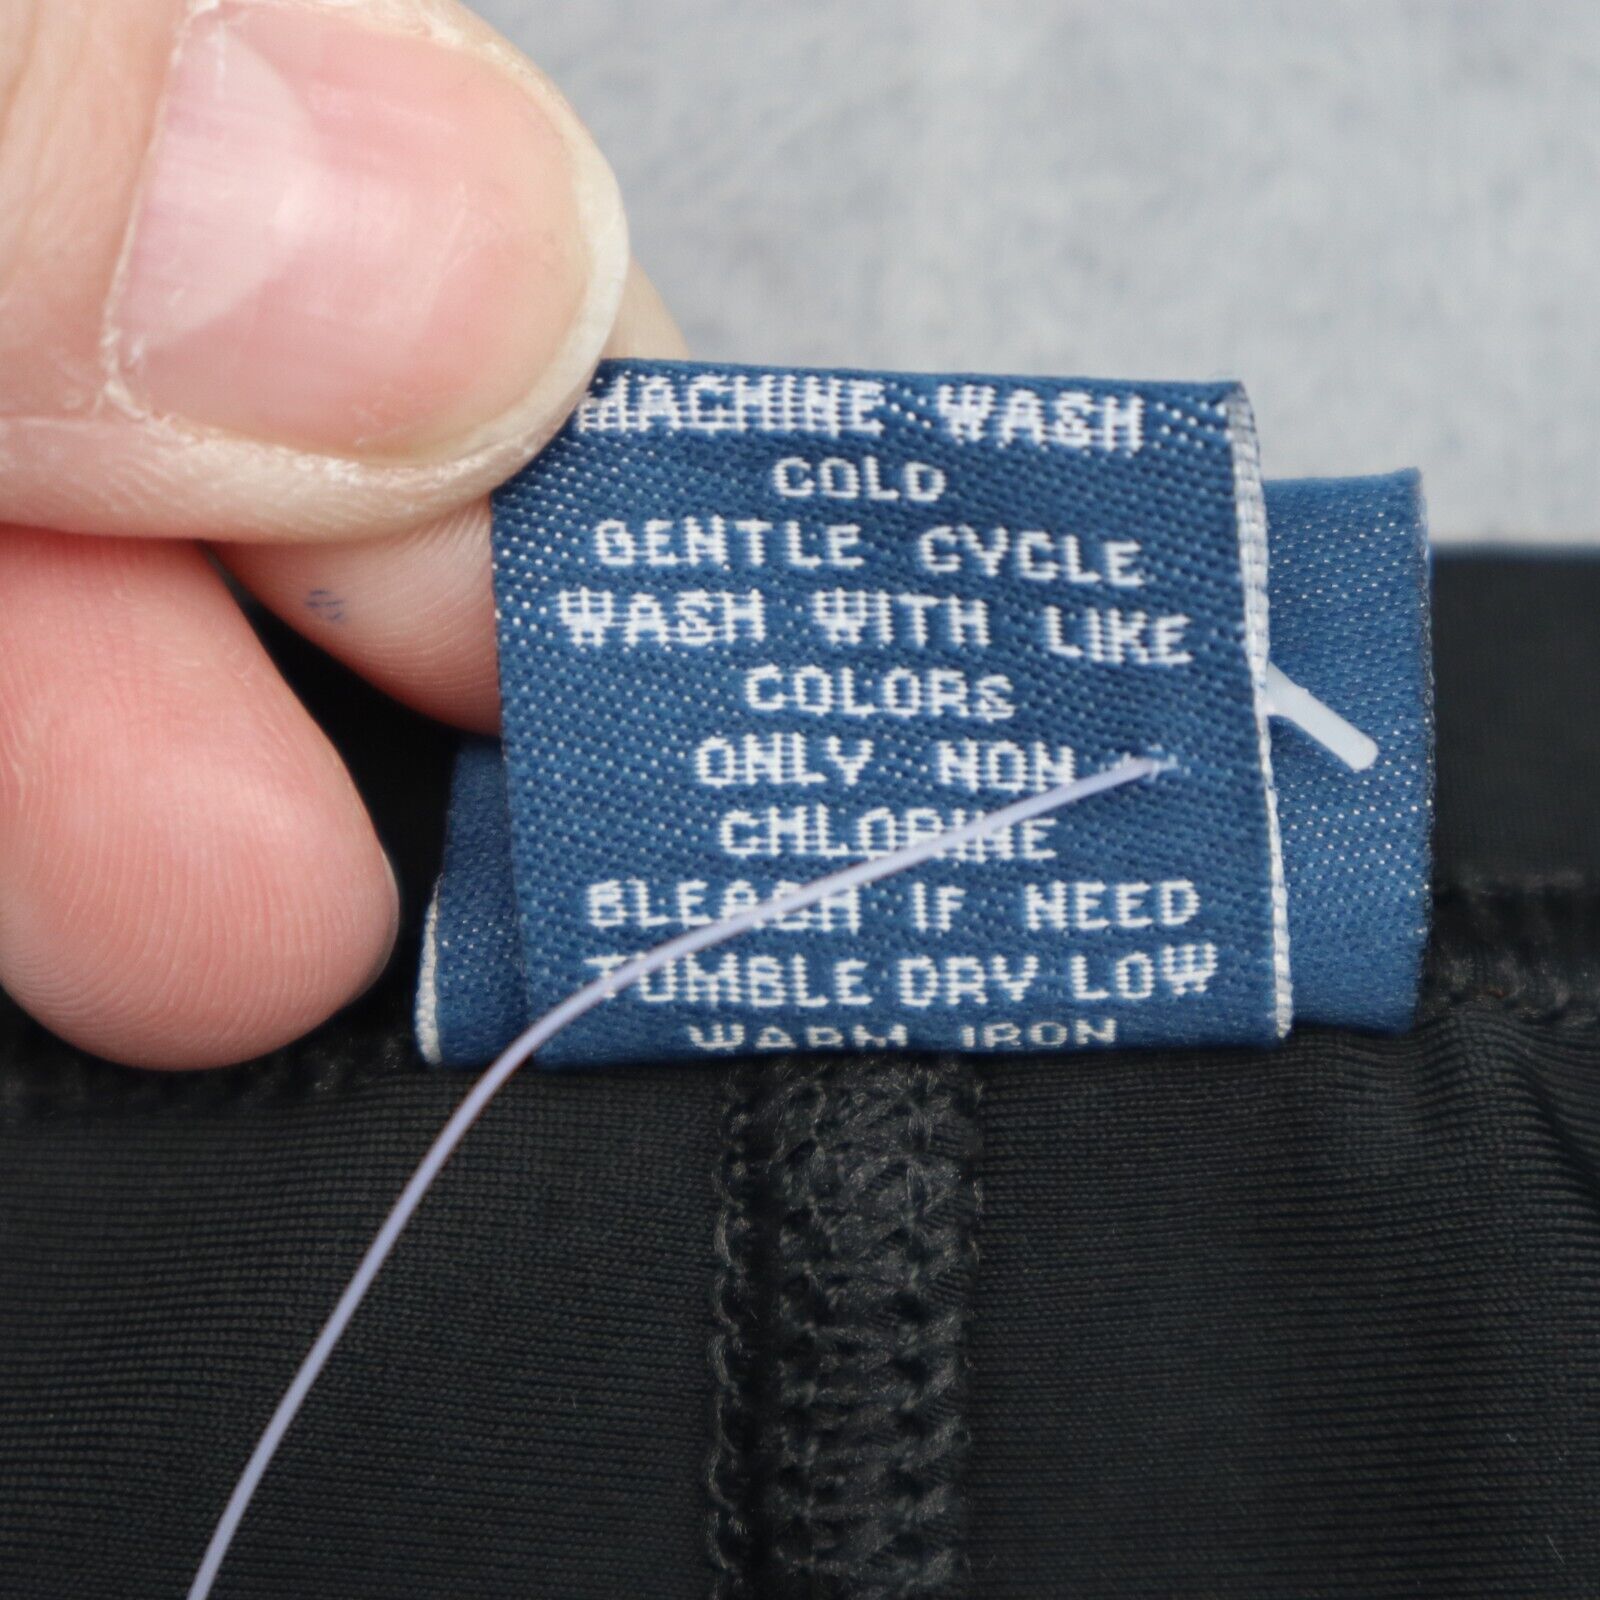 MACHINE WASH
COLD
GENTLE CYCLE
WASH WITH LIKE
COLORS
ONLY NON
CHLORINE
BLEACH IF NEED
TUMBLE DRY LOW
WARM IRON